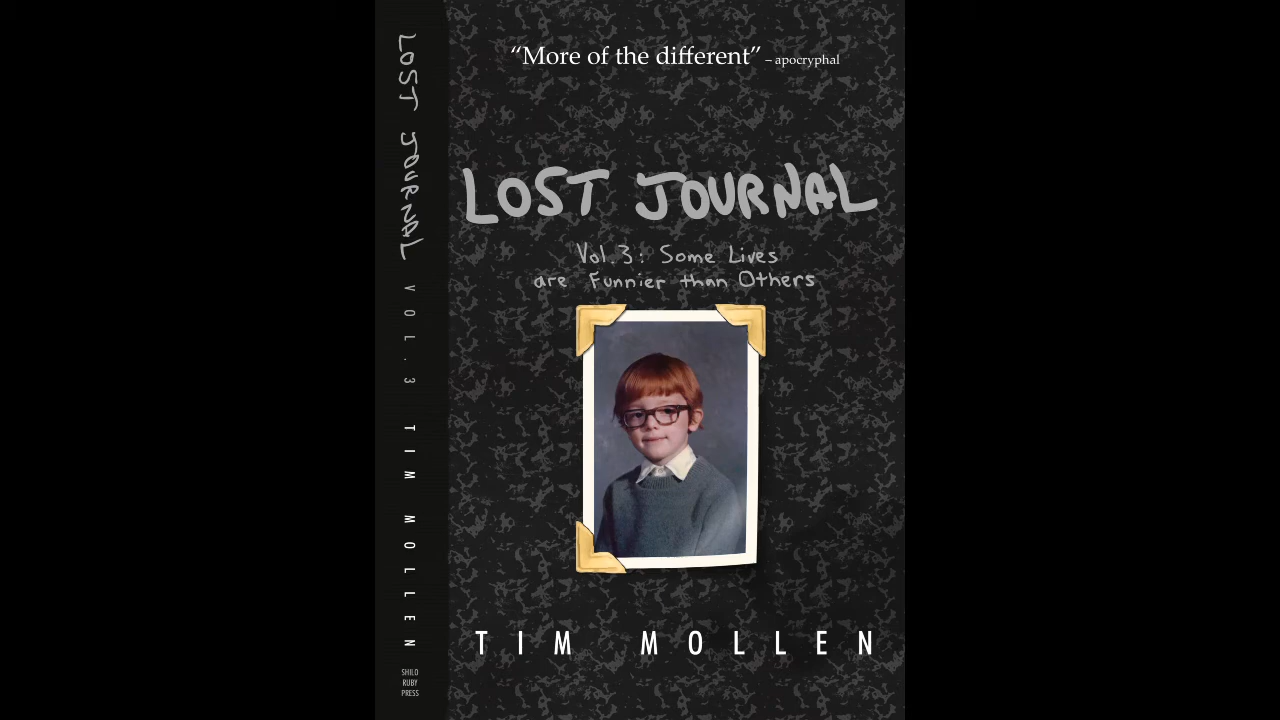 “More of the different” – apocryphal
LOST JOURNAL
Vol. 3: Some Lives
are Funnier than Others
TIM MOLLEN
LOST JOURNAL VOL. 3 TIM MOLLEN
SHILO
RUBY
PRESS